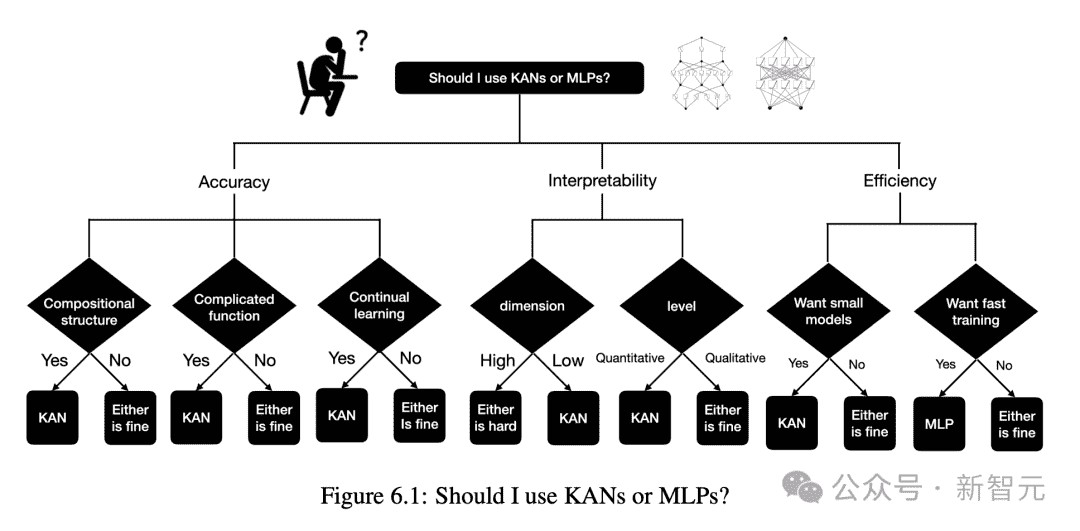 ?
Should I use KANs or MLPs?
Accuracy
Interpretability
Efficiency
Compositional
structure
Complicated
function
Continual
learning
dimension
level
Want small
models
Want fast
training
Yes
No
Yes
No
Yes
No
High
Low
Quantitative
Qualitative
Yes
No
Yes
No
KAN
Either
is fine
KAN
Either
is fine
KAN
Either
Is fine
Either
is hard
KAN
KAN
Either
is fine
KAN
Either
is fine
MLP
Either
is fine
Figure 6.1: Should I use KANs or MLPs?
公众号 · 新智元